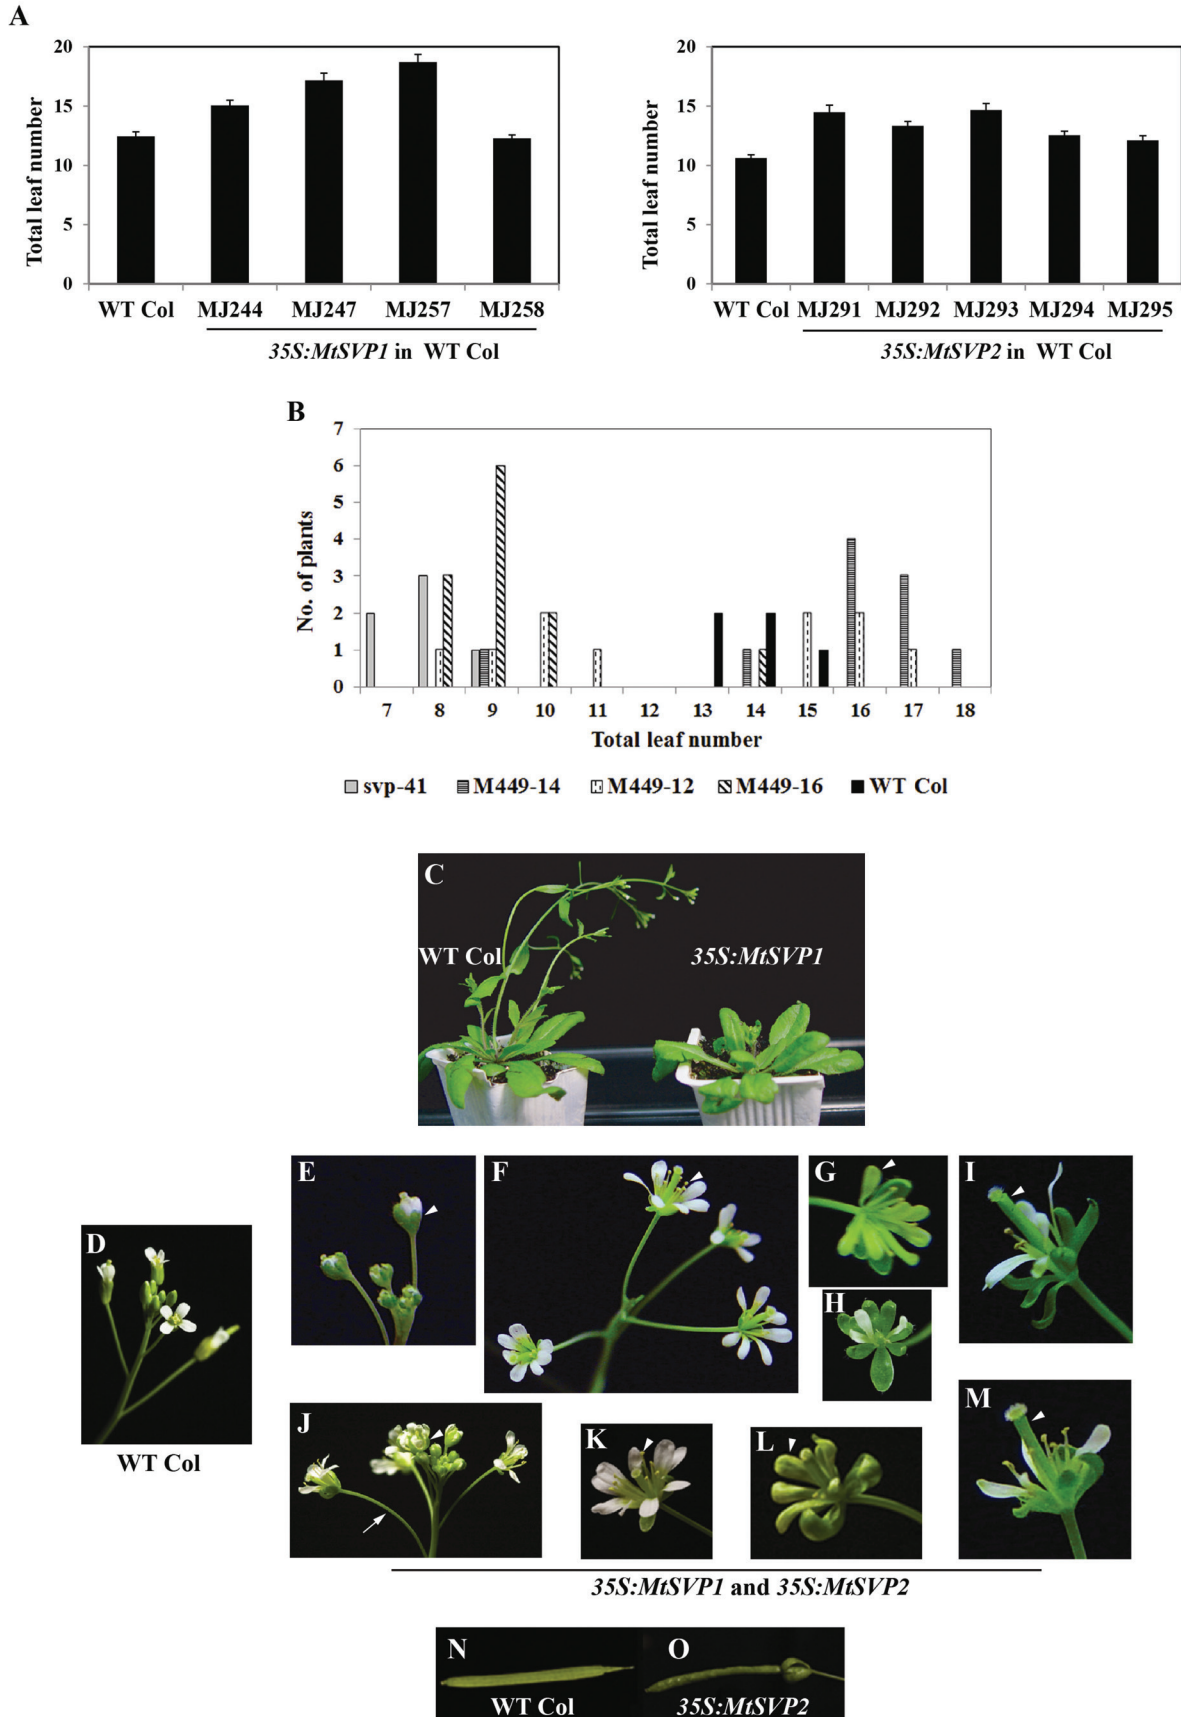 A
Total leaf number
20
15
10
5
0
WT Col
MJ244
MJ247
MJ257
MJ258
35S:MtSVP1 in WT Col
Total leaf number
20
15
10
5
0
WT Col
MJ291
MJ292
MJ293
MJ294
MJ295
35S:MtSVP2 in WT Col
B
No. of plants
7
6
5
4
3
2
1
0
7 8 9 10 11 12 13 14 15 16 17 18
Total leaf number
svp-41 M449-14 M449-12 M449-16 WT Col
C
WT Col
35S:MtSVP1
D
WT Col
E
F
G
H
I
J
K
L
M
35S:MtSVP1 and 35S:MtSVP2
N
WT Col
O
35S:MtSVP2